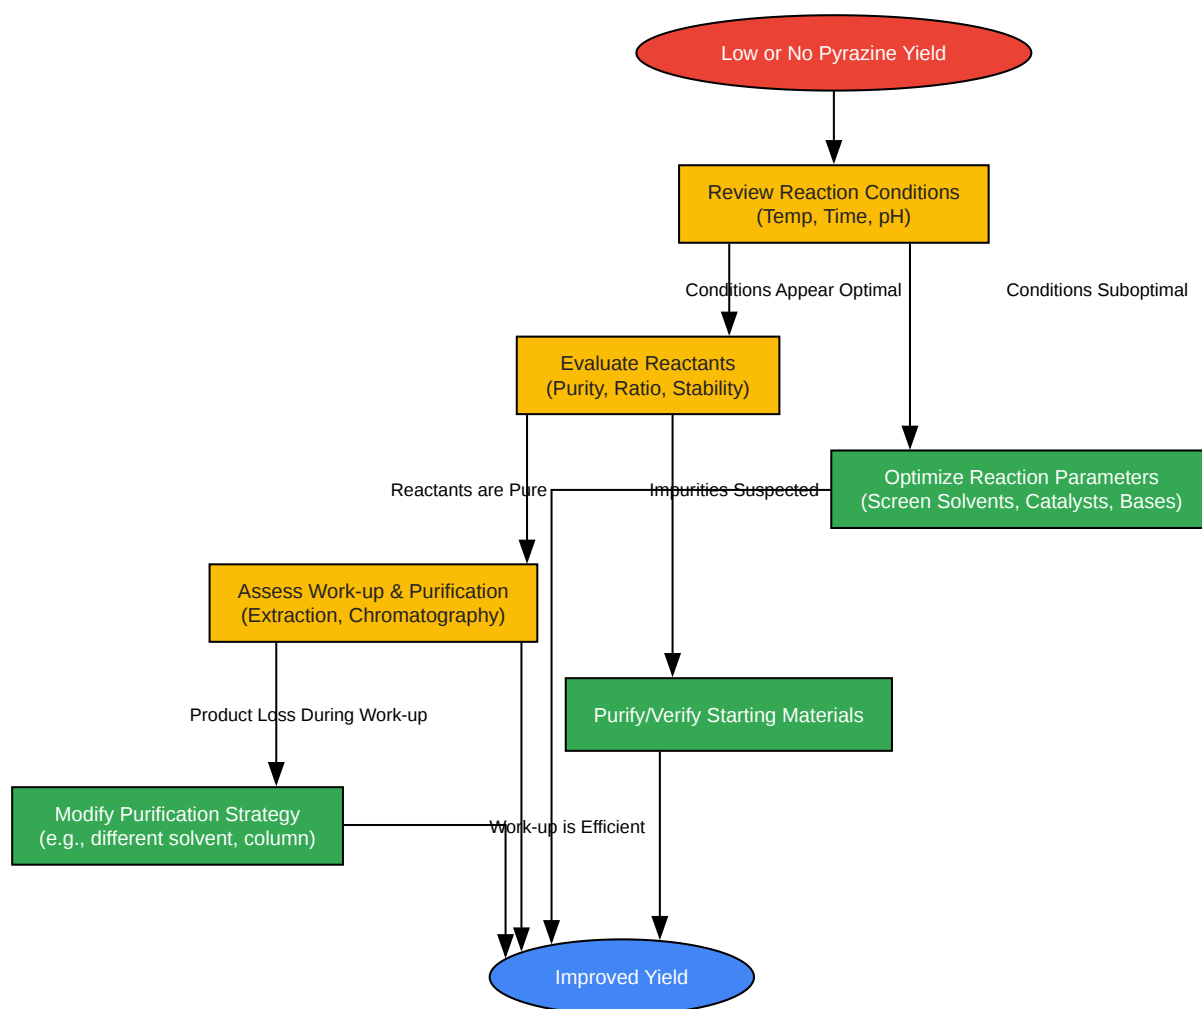 Low or No Pyrazine Yield
Review Reaction Conditions
(Temp, Time, pH)
Conditions Appear Optimal
Conditions Suboptimal
Evaluate Reactants
(Purity, Ratio, Stability)
Reactants are Pure
Impurities Suspected
Optimize Reaction Parameters
(Screen Solvents, Catalysts, Bases)
Assess Work-up & Purification
(Extraction, Chromatography)
Product Loss During Work-up
Purify/Verify Starting Materials
Modify Purification Strategy
(e.g., different solvent, column)
Work-up is Efficient
Improved Yield